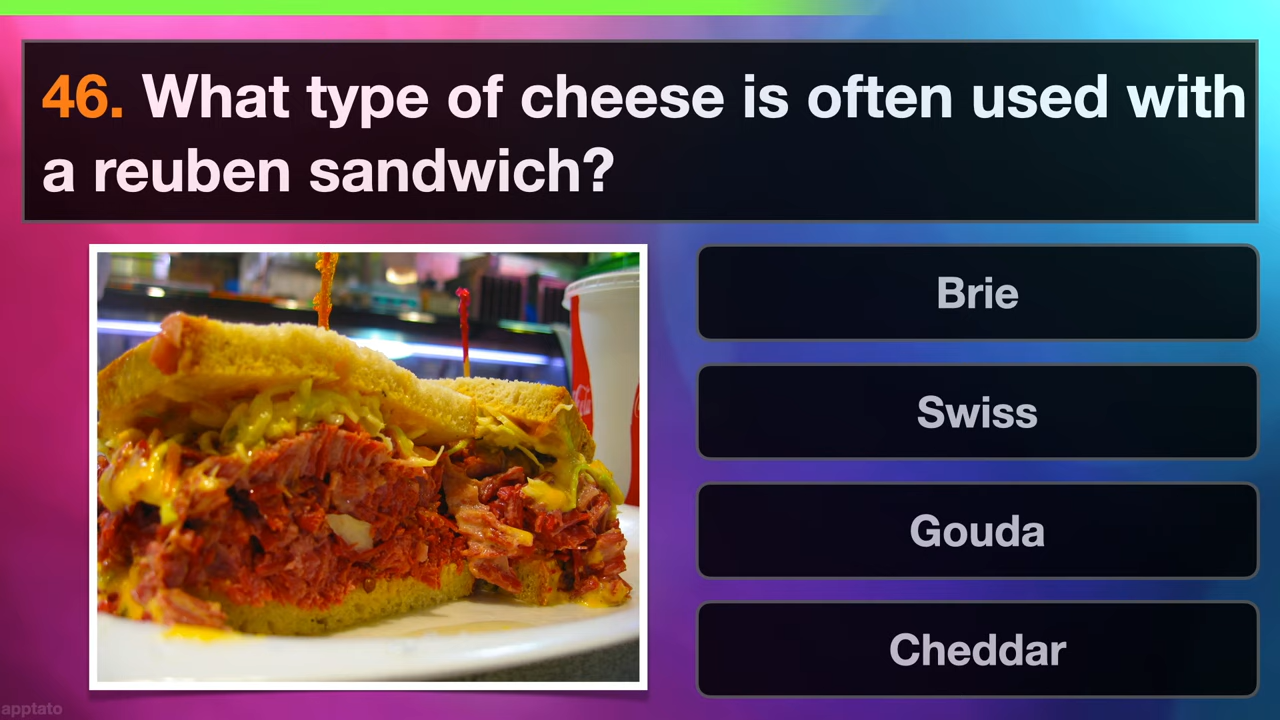 46. What type of cheese is often used with
a reuben sandwich?
Brie
Swiss
Gouda
Cheddar
apptato